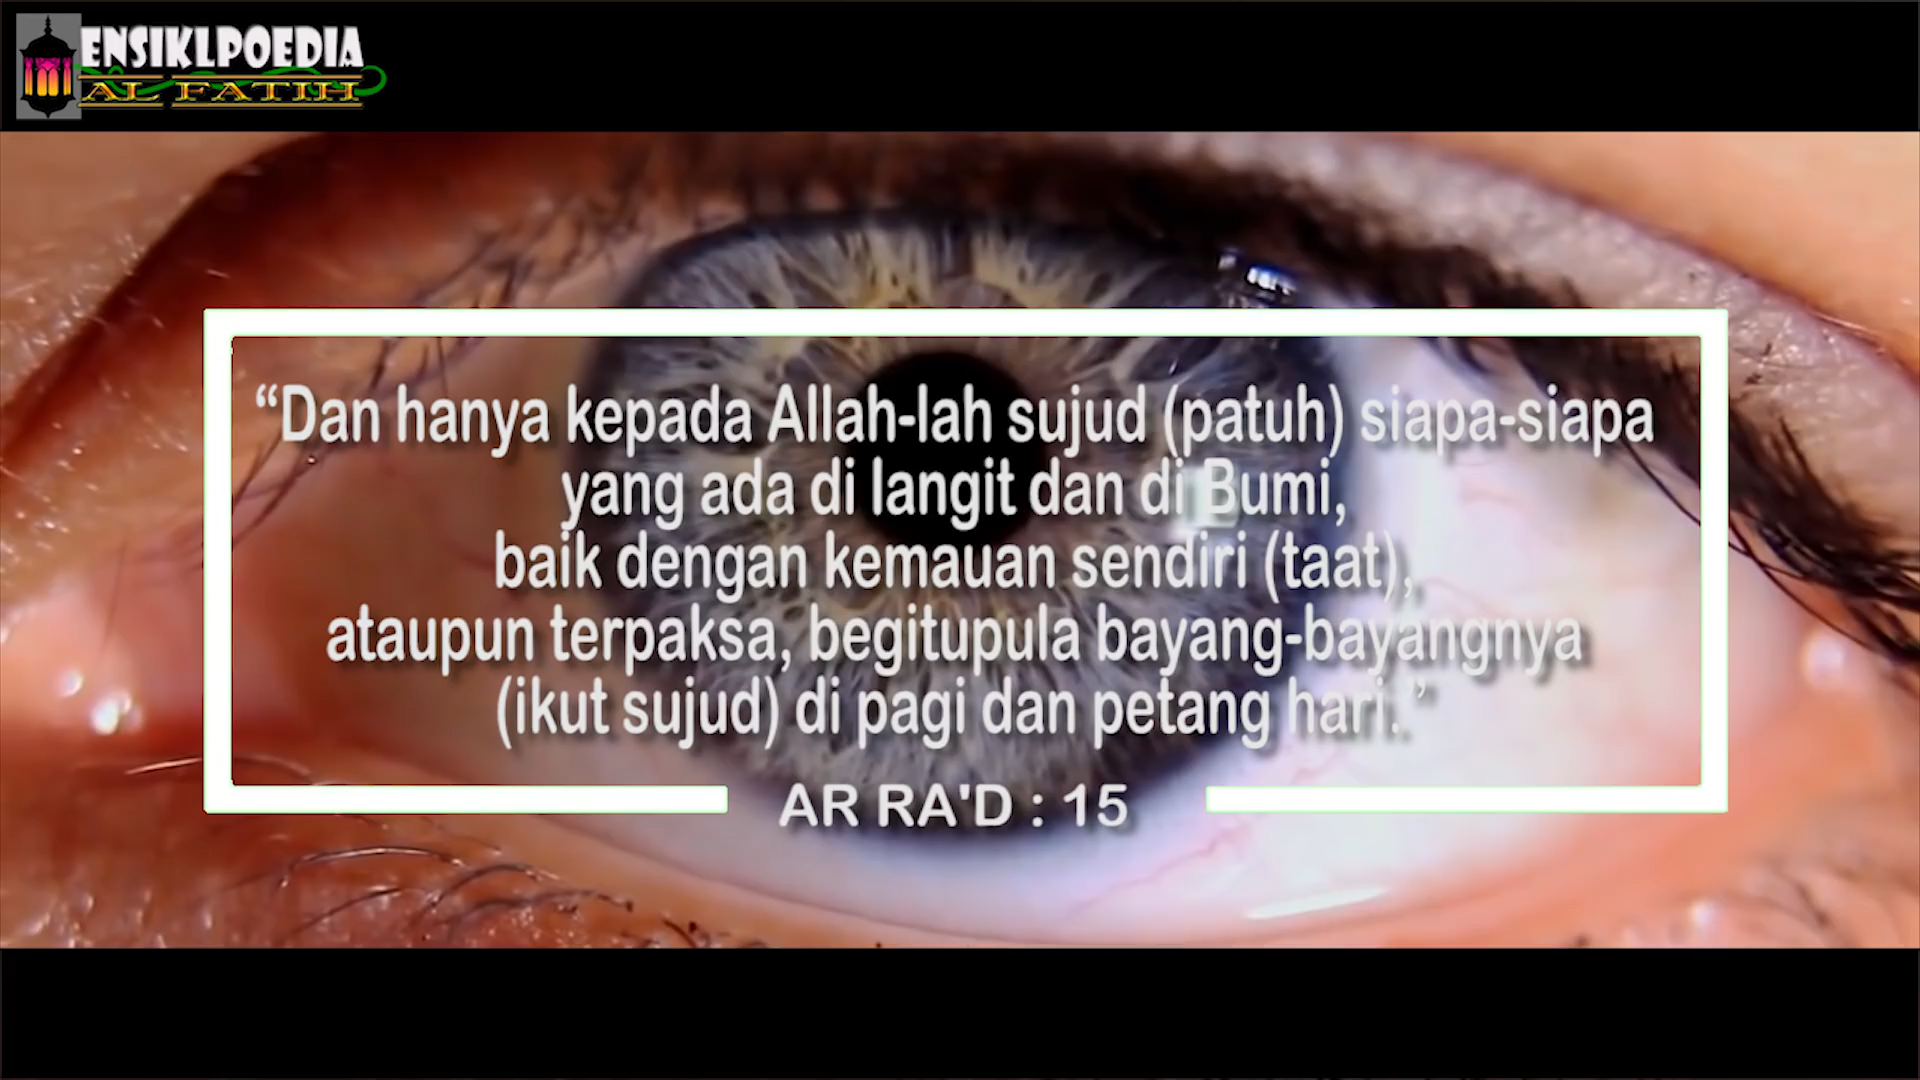 ENSIKLPOEDIA
AL FATIH
“Dan hanya kepada Allah-lah sujud (patuh) siapa-siapa
yang ada di langit dan di Bumi,
baik dengan kemauan sendiri (taat),
ataupun terpaksa, begitupula bayang-bayangnya
(ikut sujud) di pagi dan petang hari.”
AR RA'D : 15